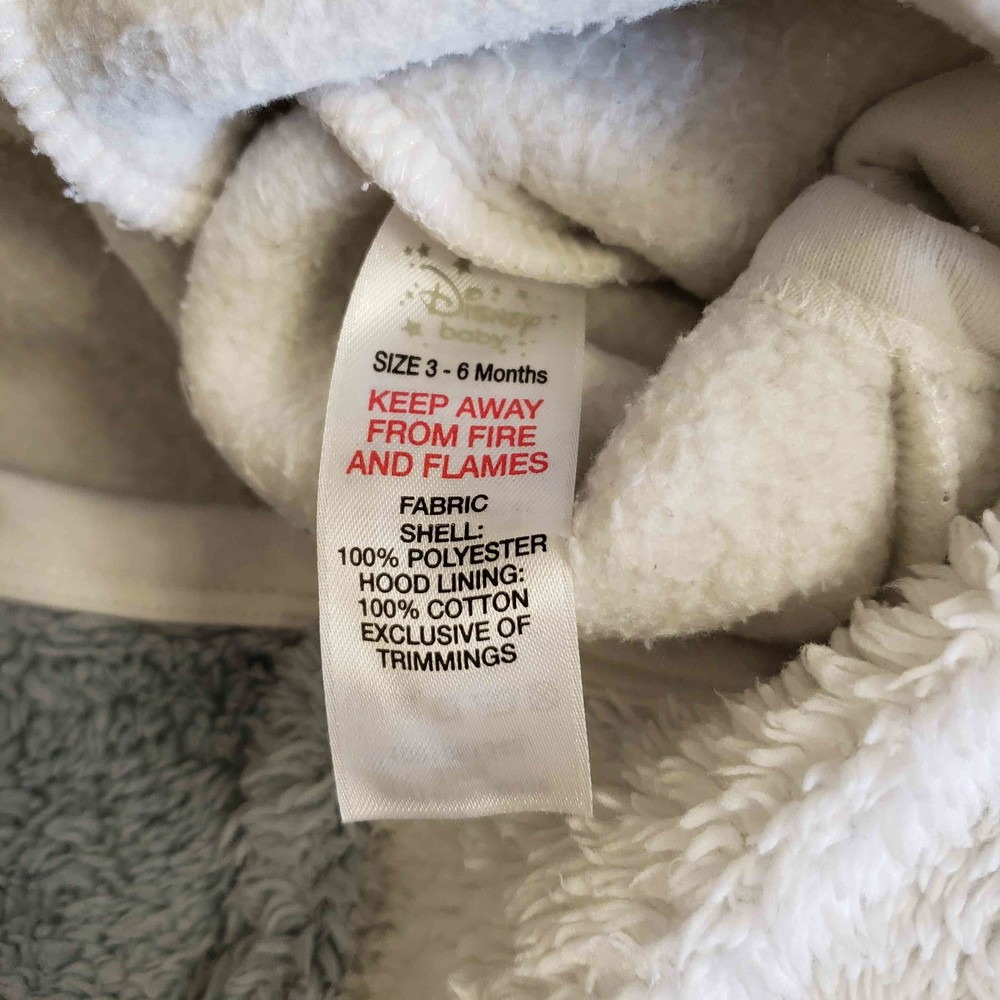 Disney
baby
SIZE 3 - 6 Months
KEEP AWAY
FROM FIRE
AND FLAMES
FABRIC
SHELL:
100% POLYESTER
HOOD LINING:
100% COTTON
EXCLUSIVE OF
TRIMMINGS